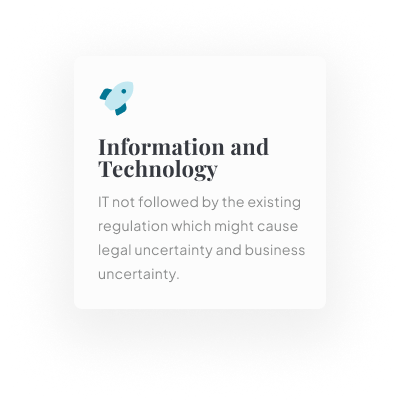 Information and
Technology
IT not followed by the existing
regulation which might cause
legal uncertainty and business
uncertainty.